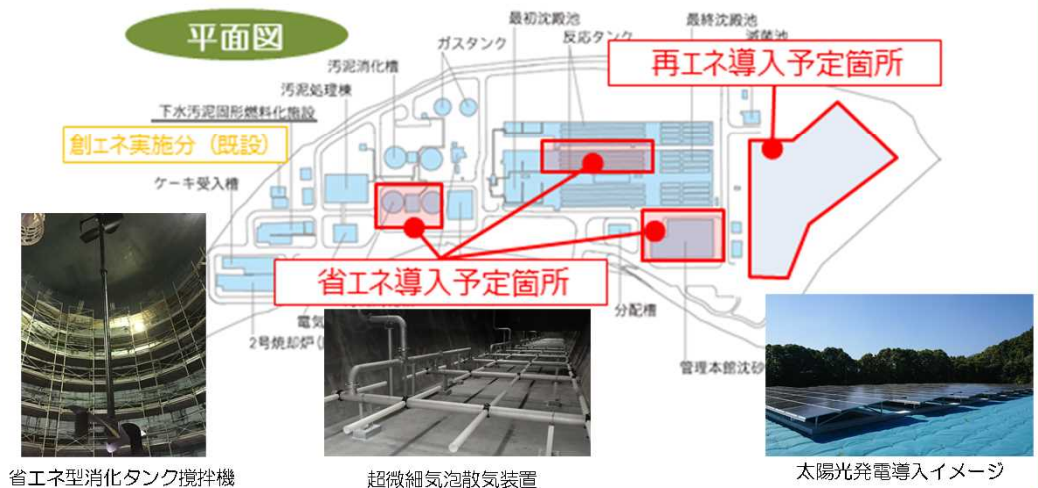 平面図
最初沈殿池
最終沈殿池
ガスタンク
反応タンク
滅菌池
汚泥消化槽
再エネ導入予定箇所
汚泥処理棟
下水汚泥固形燃料化施設
創エネ実施分（既設）
ケーキ受入槽
省エネ導入予定箇所
分配槽
電気
2号焼却炉
管理本館沈砂
省エネ型消化タンク撹拌機
超微細気泡散気装置
太陽光発電導入イメージ